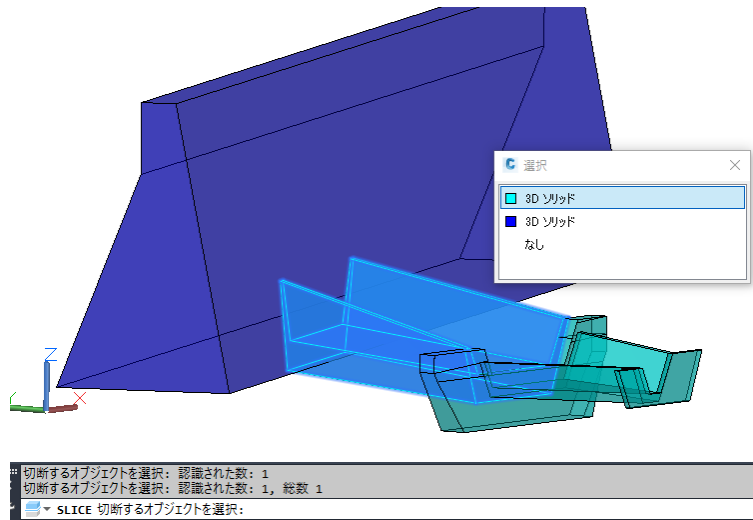 C 選択
3D ソリッド
3D ソリッド
なし
Z
X
切断するオブジェクトを選択: 認識された数: 1
切断するオブジェクトを選択: 認識された数: 1, 総数 1
SLICE 切断するオブジェクトを選択: